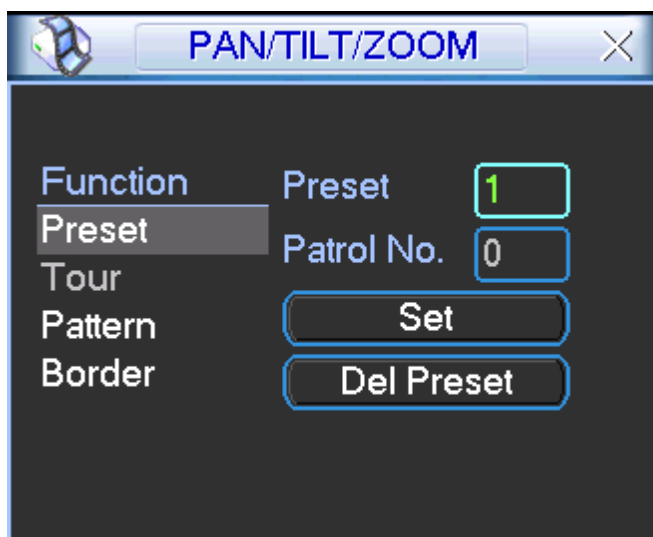 PAN/TILT/ZOOM
Function
Preset
Tour
Pattern
Border
Preset 1
Patrol No. 0
Set
Del Preset